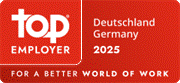 top
EMPLOYER
Deutschland
Germany
2025
FOR A BETTER WORLD OF WORK